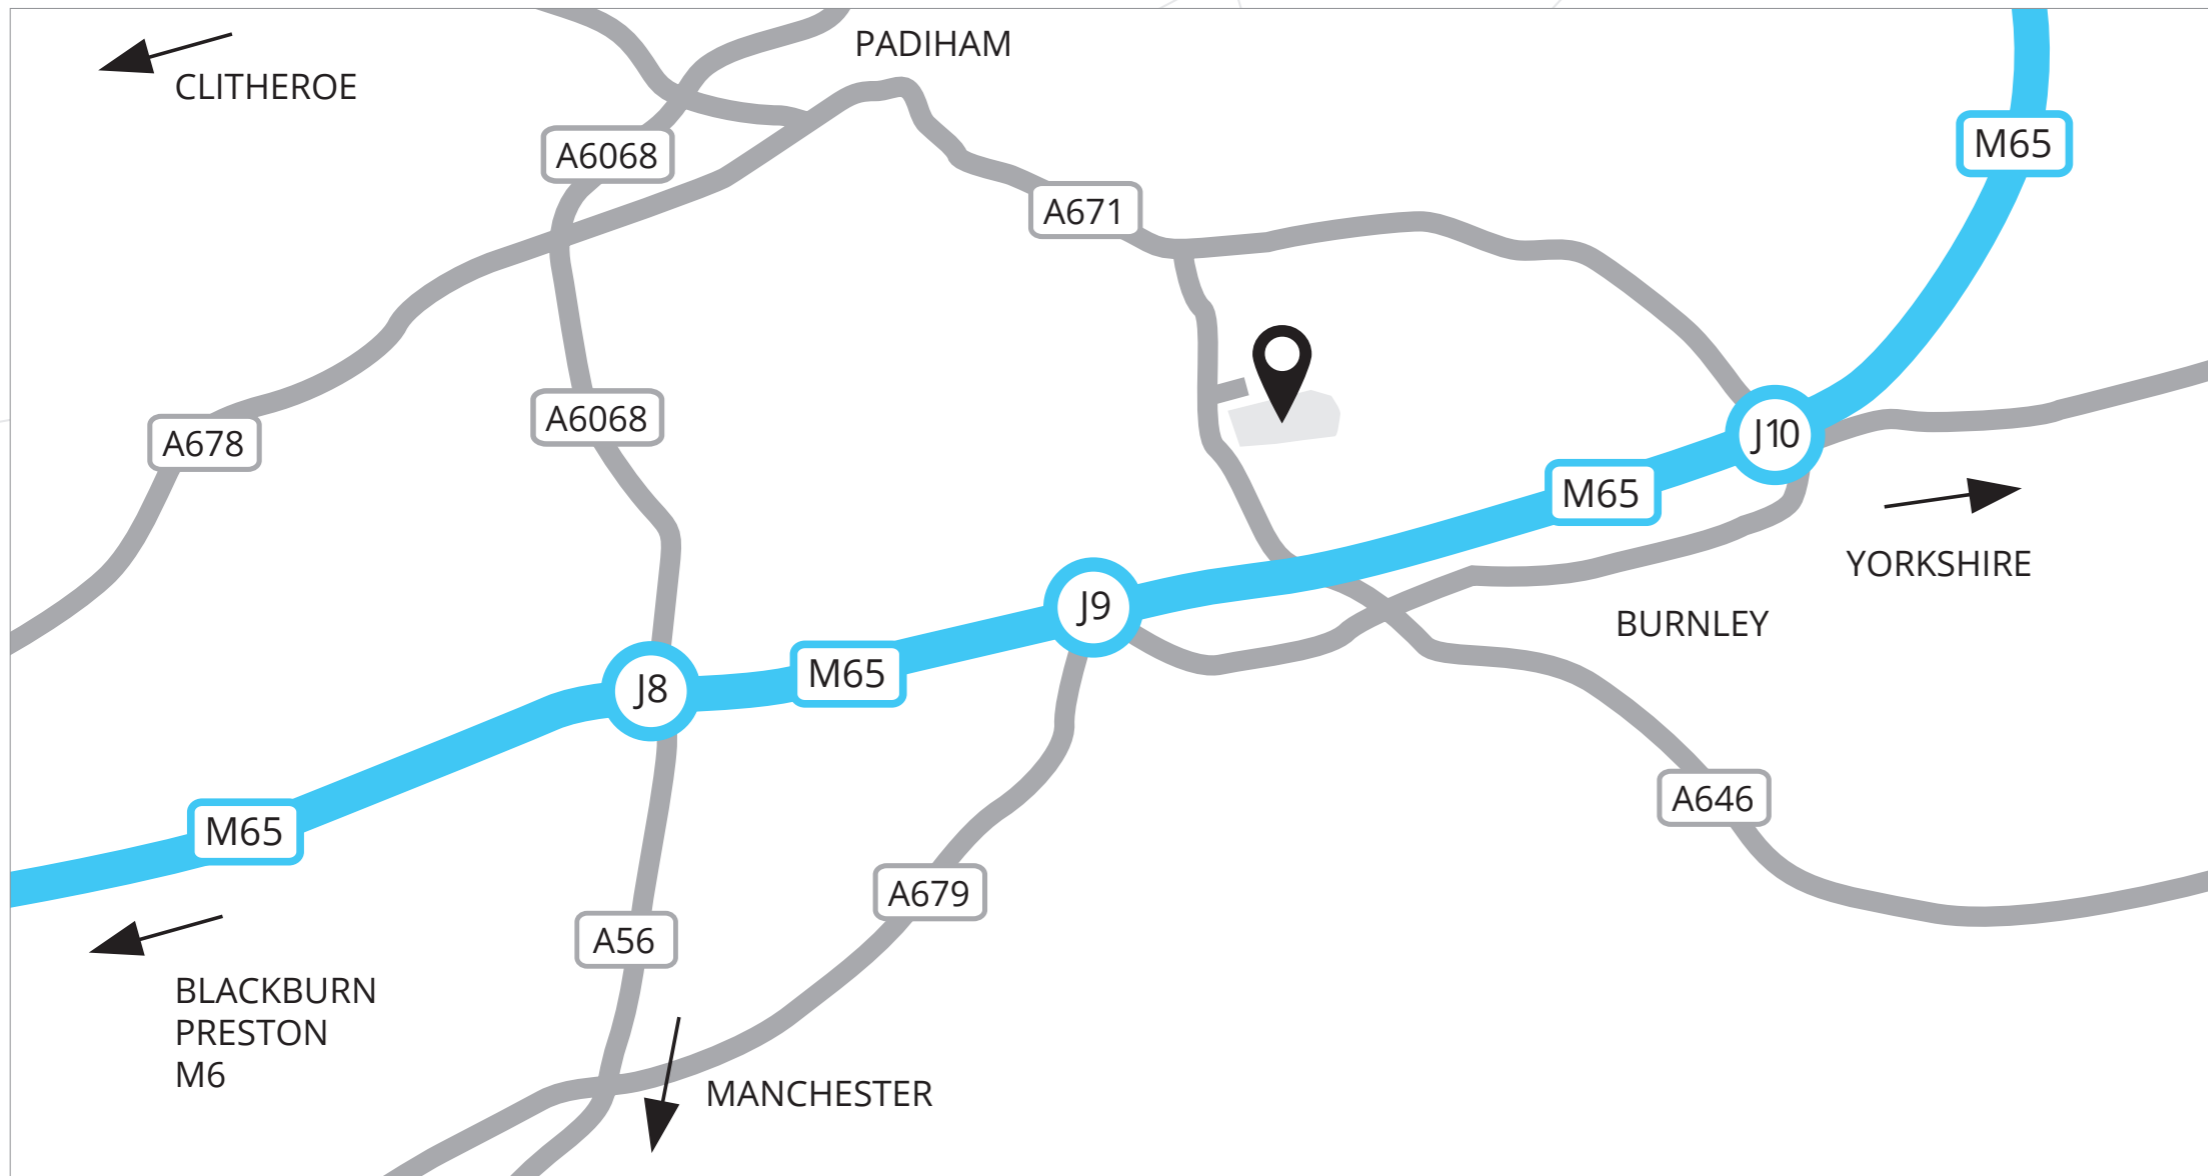 PADIHAM
CLITHEROE
M65
A6068
A671
A6068
A678
J10
M65
YORKSHIRE
J9
BURNLEY
J8
M65
A646
M65
A679
A56
BLACKBURN
PRESTON
M6
MANCHESTER